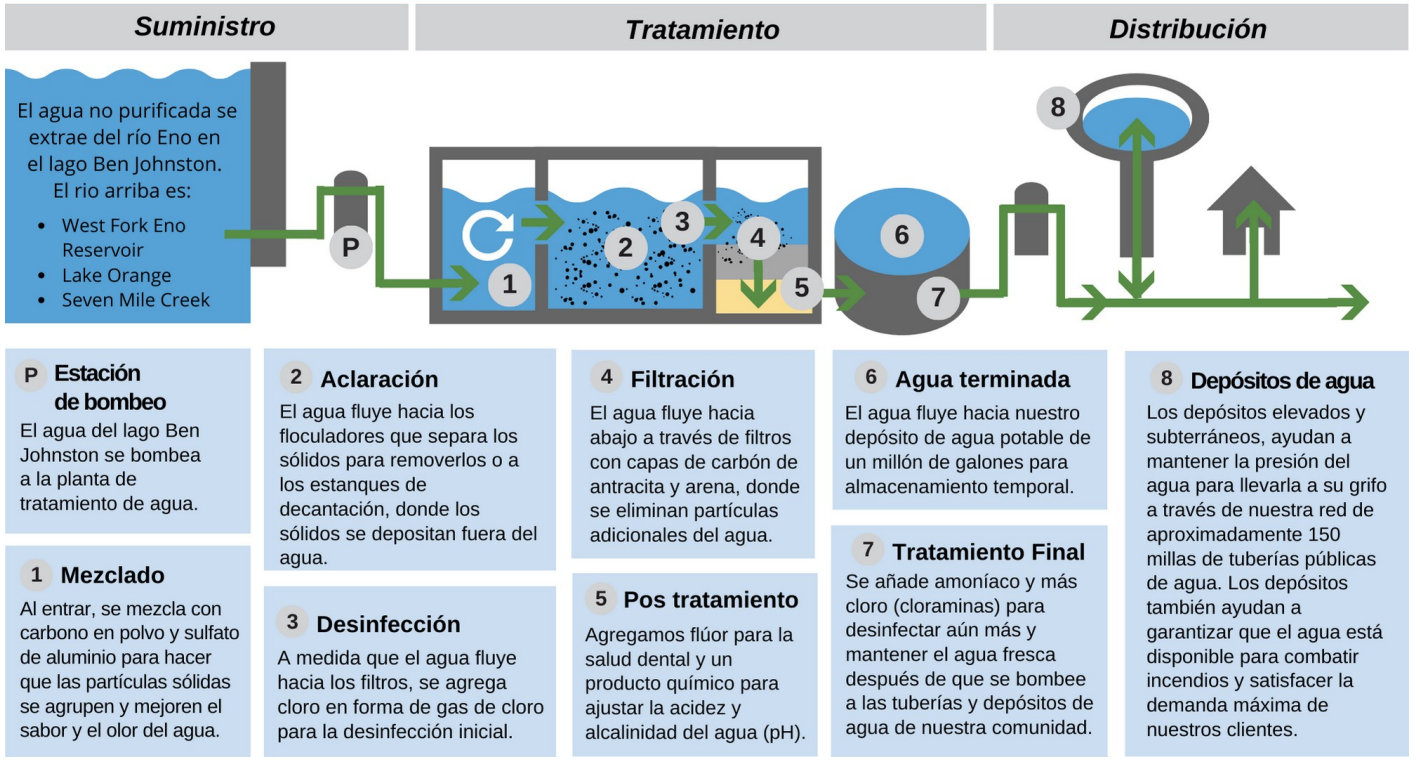 Suministro
Tratamiento
Distribución
El agua no purificada se
extrae del río Eno en
el lago Ben Johnston.
El rio arriba es:
• West Fork Eno
Reservoir
• Lake Orange
• Seven Mile Creek
P
1
2
3
4
5
6
7
8
P Estación
de bombeo
El agua del lago Ben
Johnston se bombea
a la planta de
tratamiento de agua.
1 Mezclado
Al entrar, se mezcla con
carbono en polvo y sulfato
de aluminio para hacer
que las partículas sólidas
se agrupen y mejoren el
sabor y el olor del agua.
2 Aclaración
El agua fluye hacia los
floculadores que separa los
sólidos para removerlos o a
los estanques de
decantación, donde los
sólidos se depositan fuera del
agua.
3 Desinfección
A medida que el agua fluye
hacia los filtros, se agrega
cloro en forma de gas de cloro
para la desinfección inicial.
4 Filtración
El agua fluye hacia
abajo a través de filtros
con capas de carbón de
antracita y arena, donde
se eliminan partículas
adicionales del agua.
5 Pos tratamiento
Agregamos flúor para la
salud dental y un
producto químico para
ajustar la acidez y
alcalinidad del agua (pH).
6 Agua terminada
El agua fluye hacia nuestro
depósito de agua potable de
un millón de galones para
almacenamiento temporal.
7 Tratamiento Final
Se añade amoníaco y más
cloro (cloraminas) para
desinfectar aún más y
mantener el agua fresca
después de que se bombee
a las tuberías y depósitos de
agua de nuestra comunidad.
8 Depósitos de agua
Los depósitos elevados y
subterráneos, ayudan a
mantener la presión del
agua para llevarla a su grifo
a través de nuestra red de
aproximadamente 150
millas de tuberías públicas
de agua. Los depósitos
también ayudan a
garantizar que el agua está
disponible para combatir
incendios y satisfacer la
demanda máxima de
nuestros clientes.